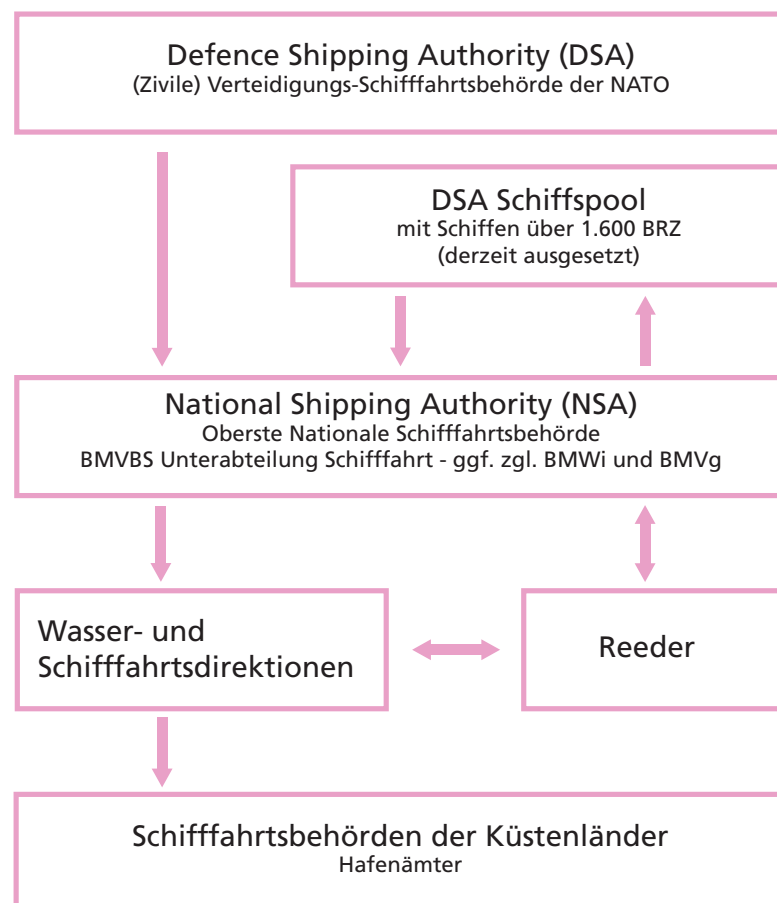 Defence Shipping Authority (DSA)
(Zivile) Verteidigungs-Schifffahrtsbehörde der NATO
DSA Schiffspool
mit Schiffen über 1.600 BRZ
(derzeit ausgesetzt)
National Shipping Authority (NSA)
Oberste Nationale Schifffahrtsbehörde
BMVBS Unterabteilung Schifffahrt - ggf. zgl. BMWi und BMVg
Wasser- und
Schifffahrtsdirektionen
Reeder
Schifffahrtsbehörden der Küstenländer
Hafenämter